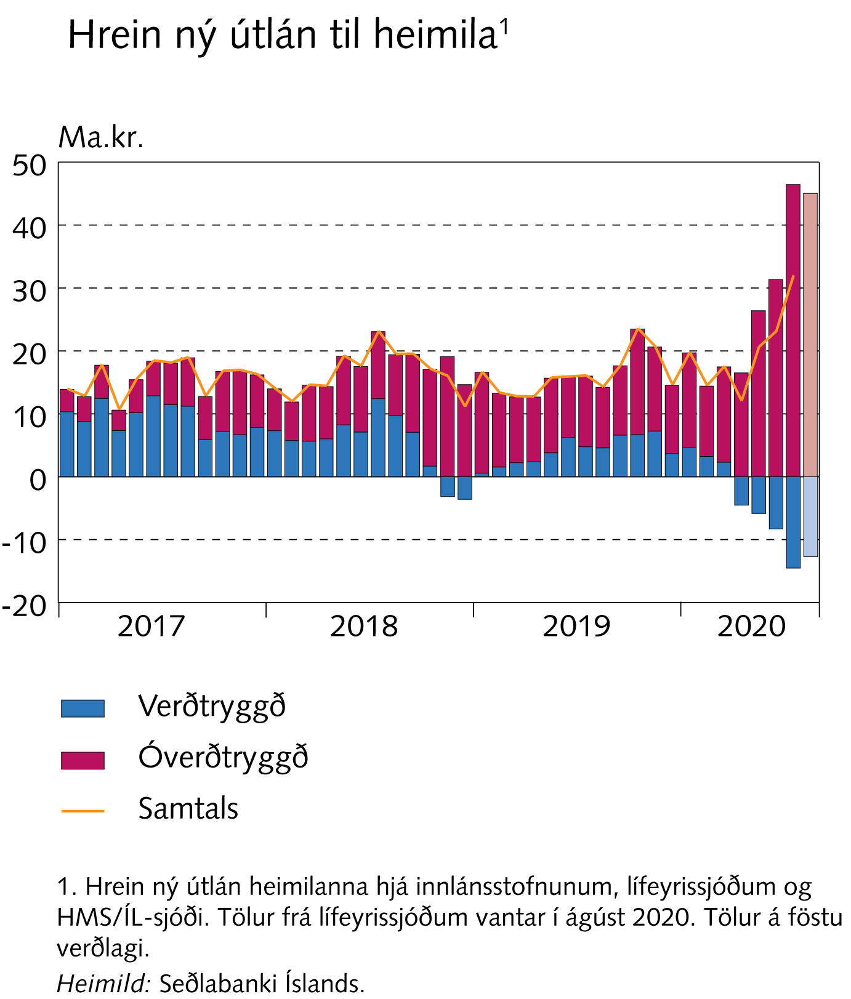 Hrein ný útlán til heimila¹
Ma.kr.
50
40
30
20
10
0
-10
-20
2017 2018 2019 2020
Verðtryggð
Óverðtryggð
Samtals
1. Hrein ný útlán heimilanna hjá innlánsstofnunum, lífeyrissjóðum og
HMS/ÍL-sjóði. Tölur frá lífeyrissjóðum vantar í ágúst 2020. Tölur á föstu
verðlagi.
Heimild: Seðlabanki Íslands.